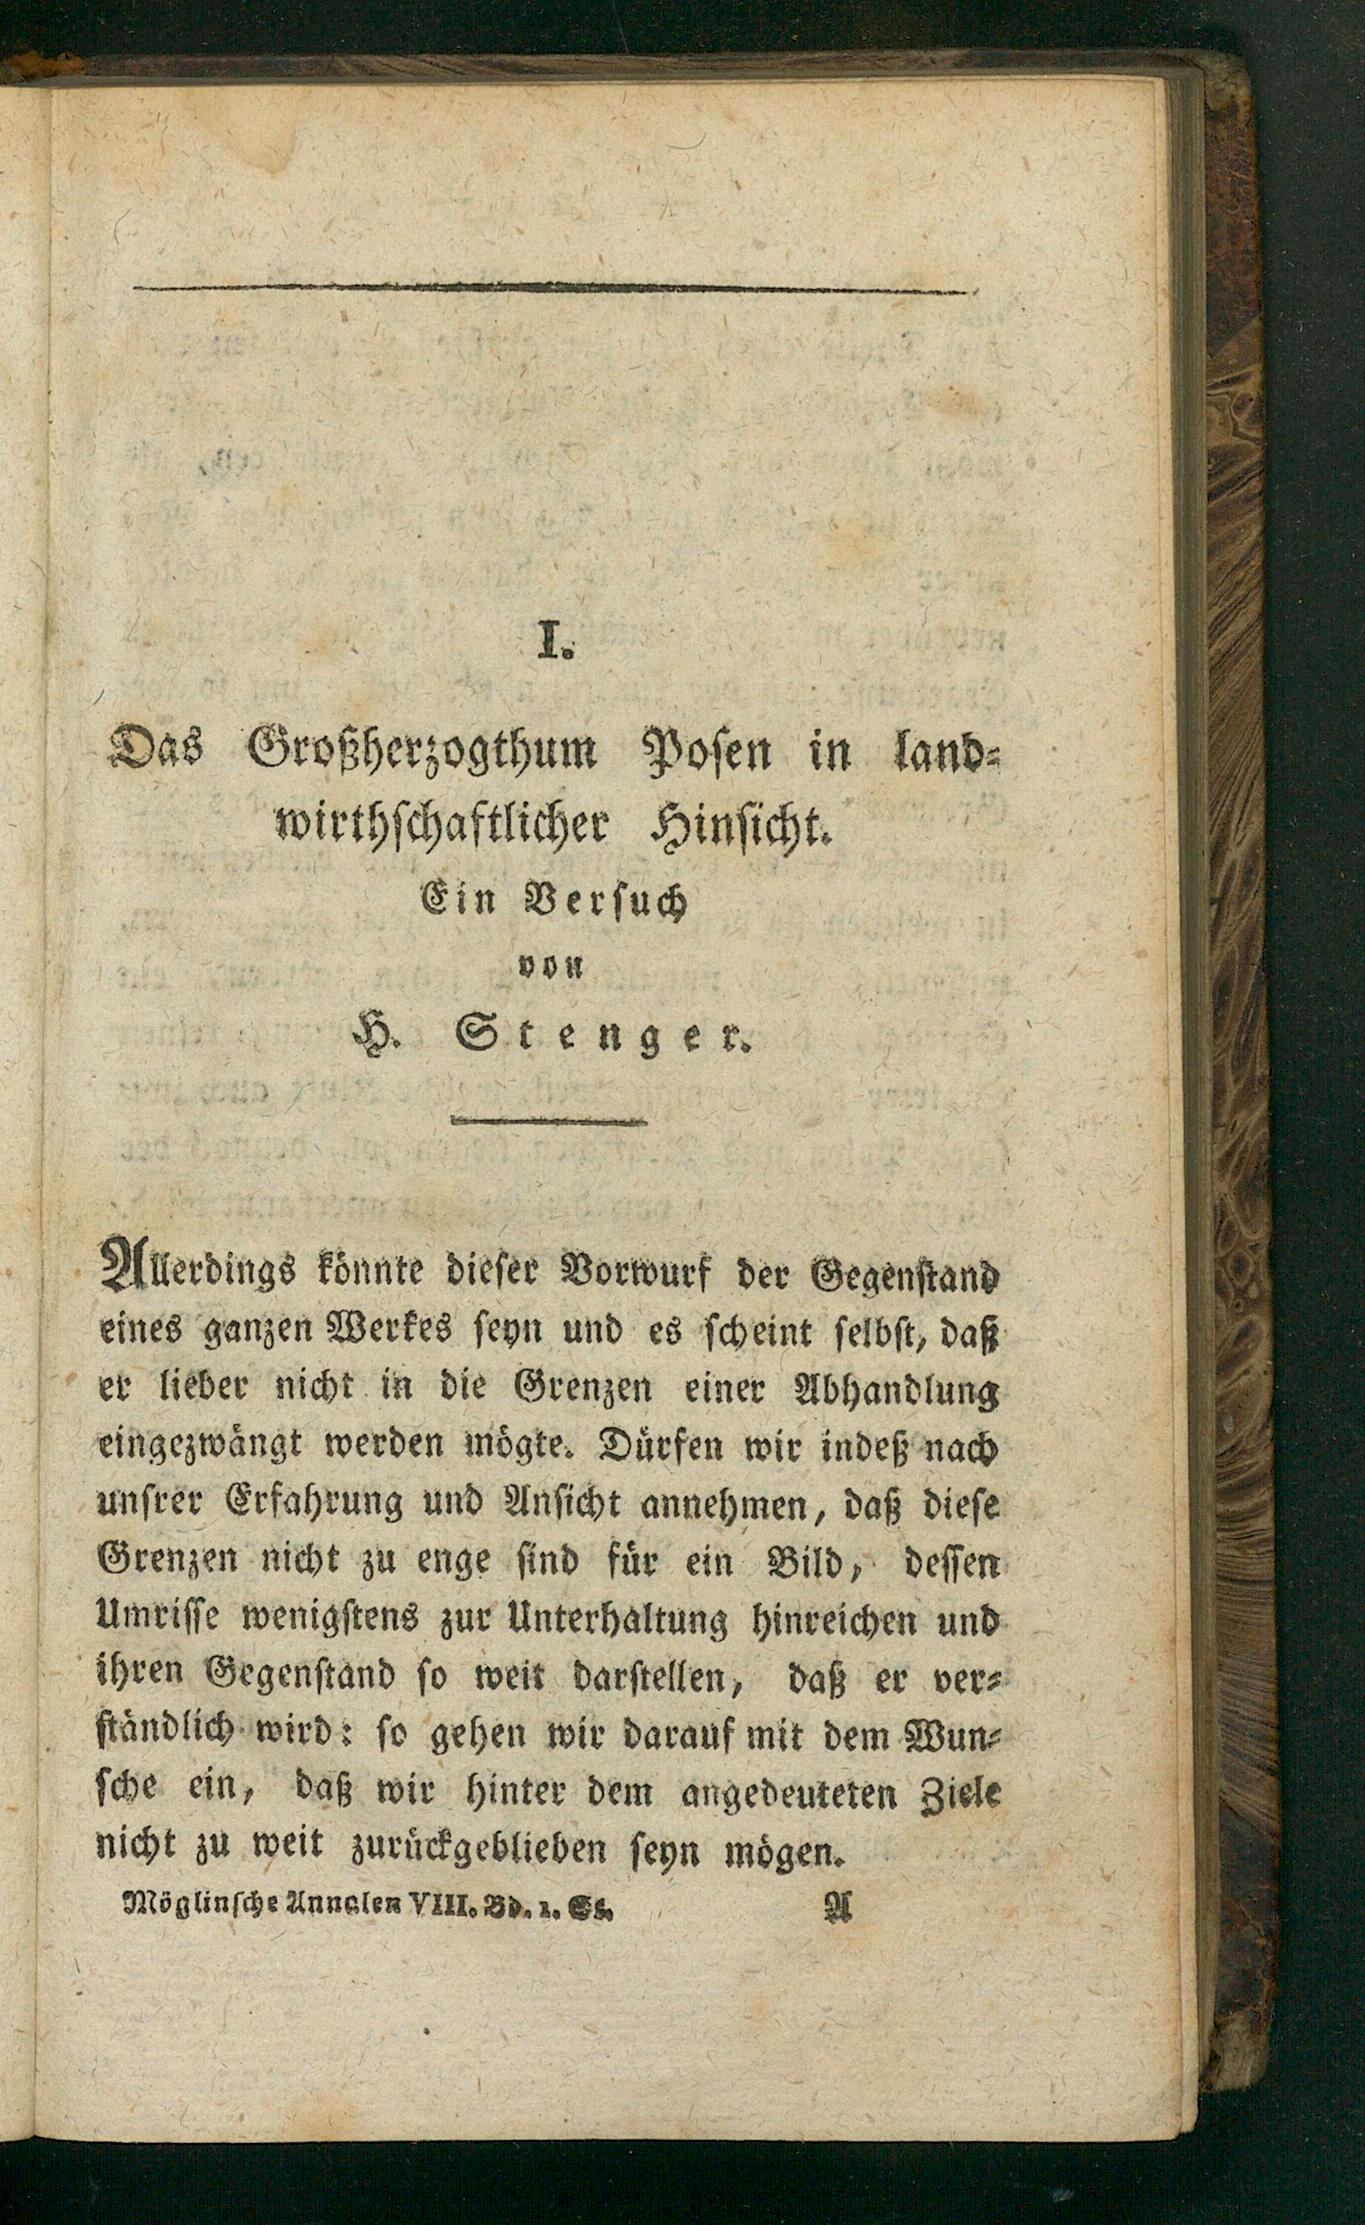 I.
Das Großherzogthum Posen in land-
wirthschaftlicher Hinsicht.
Ein Versuch
von
H. Stenger.
Allerdings könnte dieser Vorwurf der Gegenstand
eines ganzen Werkes seyn und es scheint selbst, daß
er lieber nicht in die Grenzen einer Abhandlung
eingezwängt werden mögte. Dürfen wir indeß nach
unsrer Erfahrung und Ansicht annehmen, daß diese
Grenzen nicht zu enge sind für ein Bild, dessen
Umrisse wenigstens zur Unterhaltung hinreichen und
ihren Gegenstand so weit darstellen, daß er ver-
ständlich wird: so gehen wir darauf mit dem Wun-
sche ein, daß wir hinter dem angedeuteten Ziele
nicht zu weit zurückgeblieben seyn mögen.
Möglinsche Annalen VIII. Bd. 1. St. A